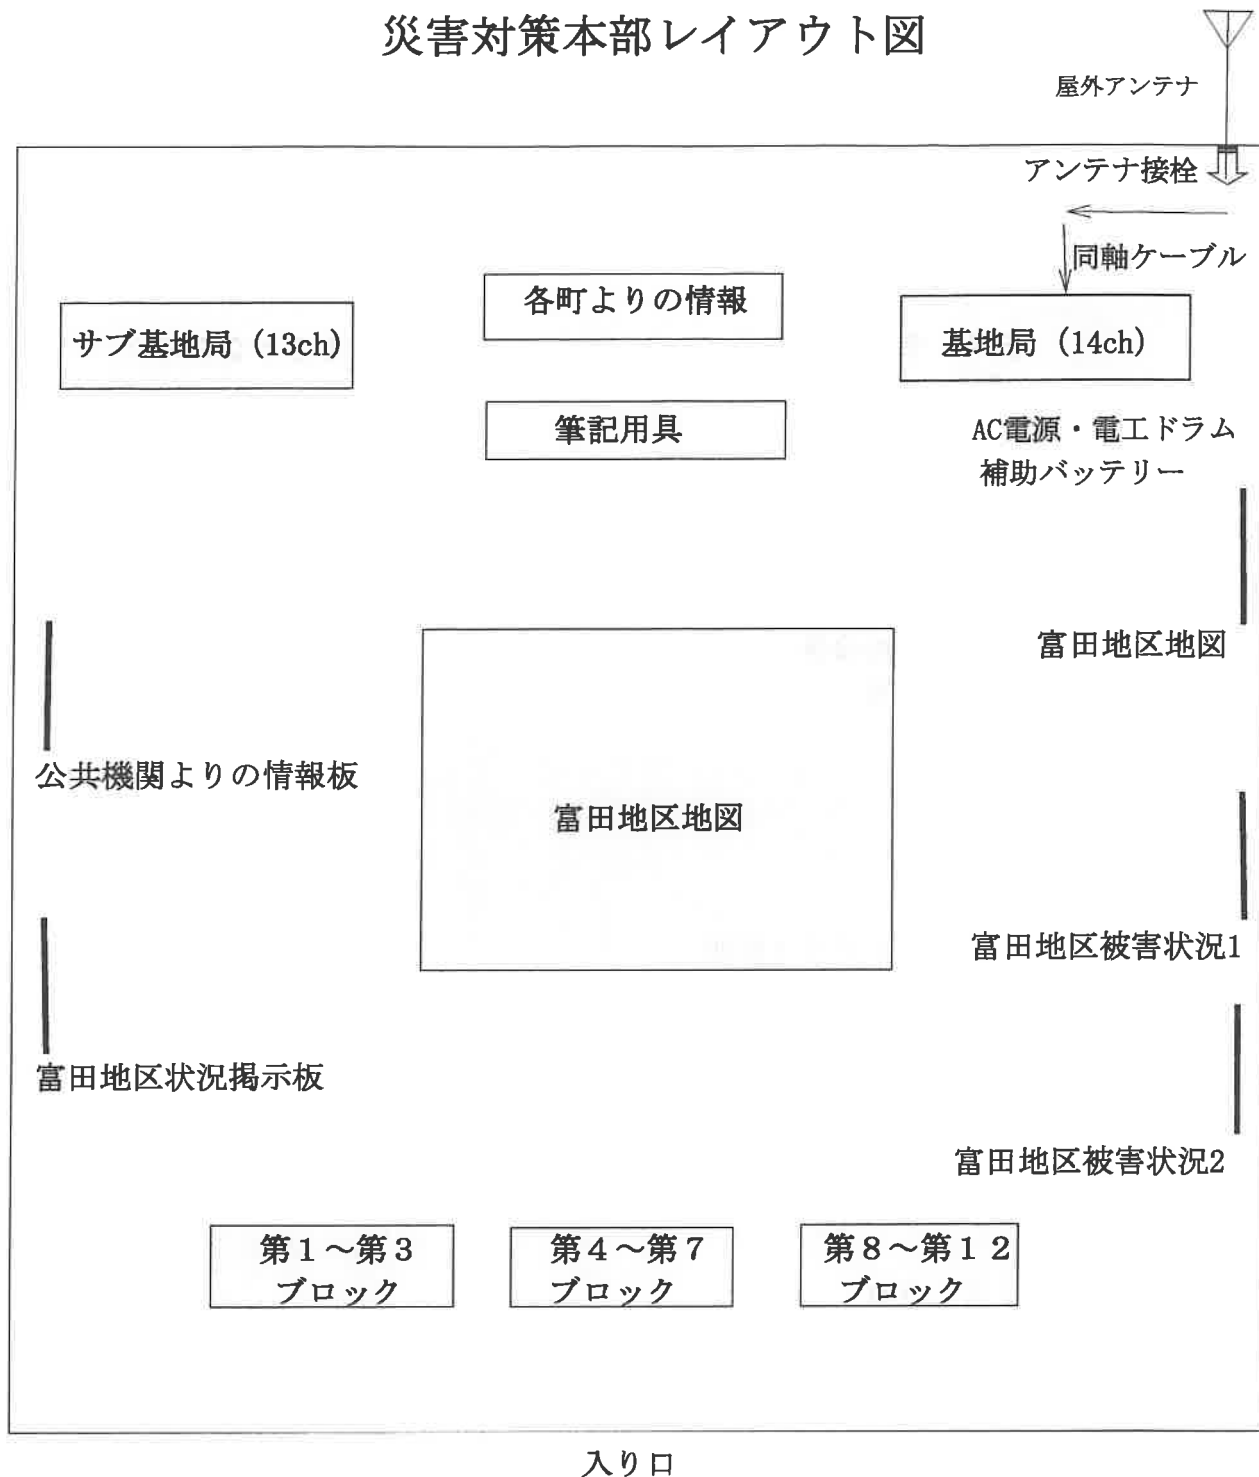 災害対策本部レイアウト図
屋外アンテナ
アンテナ接栓
同軸ケーブル
各町よりの情報
サブ基地局 (13ch)
基地局 (14ch)
筆記用具
AC電源・電工ドラム
補助バッテリー
富田地区地図
公共機関よりの情報板
富田地区地図
富田地区被害状況1
富田地区状況掲示板
富田地区被害状況2
第１～第３
ブロック
第４～第７
ブロック
第８～第１２
ブロック
入り口